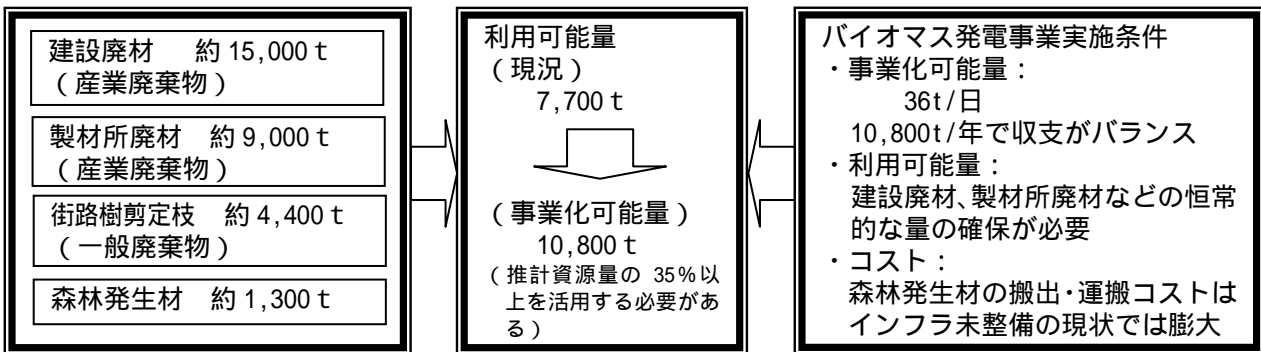 建設廃材 約 15,000 t
(産業廃棄物)
製材所廃材 約 9,000 t
(産業廃棄物)
街路樹剪定枝 約 4,400 t
(一般廃棄物)
森林発生材 約 1,300 t
利用可能量
(現況)
7,700 t
(事業化可能量)
10,800 t
(推計資源量の 35%以
上を活用する必要があ
る)
バイオマス発電事業実施条件
・事業化可能量:
36t/日
10,800t/年で収支がバランス
・利用可能量:
建設廃材、製材所廃材などの恒常
的な量の確保が必要
・コスト:
森林発生材の搬出・運搬コストは
インフラ未整備の現状では膨大